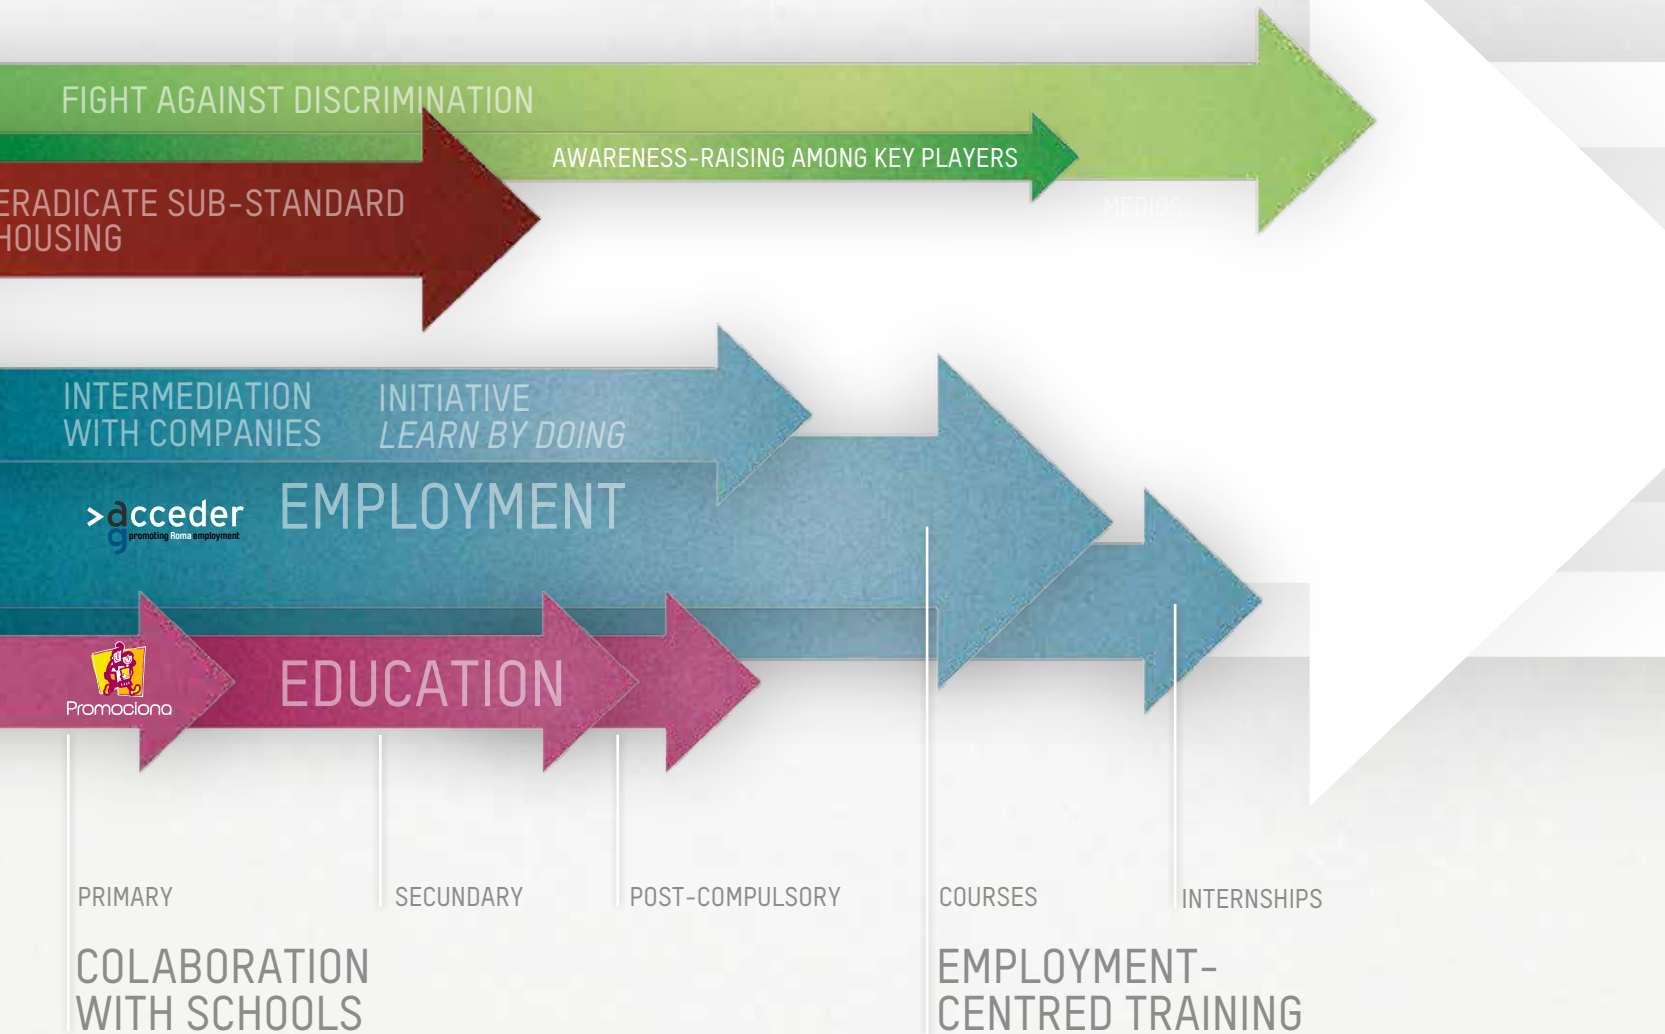 FIGHT AGAINST DISCRIMINATION
AWARENESS-RAISING AMONG KEY PLAYERS
ERADICATE SUB-STANDARD
HOUSING
MEDIOS
INTERMEDIATION
WITH COMPANIES
INITIATIVE
LEARN BY DOING
>acceder
promoting Roma employment
EMPLOYMENT
Promociona
EDUCATION
PRIMARY
SECUNDARY
POST-COMPULSORY
COURSES
INTERNSHIPS
COLABORATION
WITH SCHOOLS
EMPLOYMENT-
CENTRED TRAINING